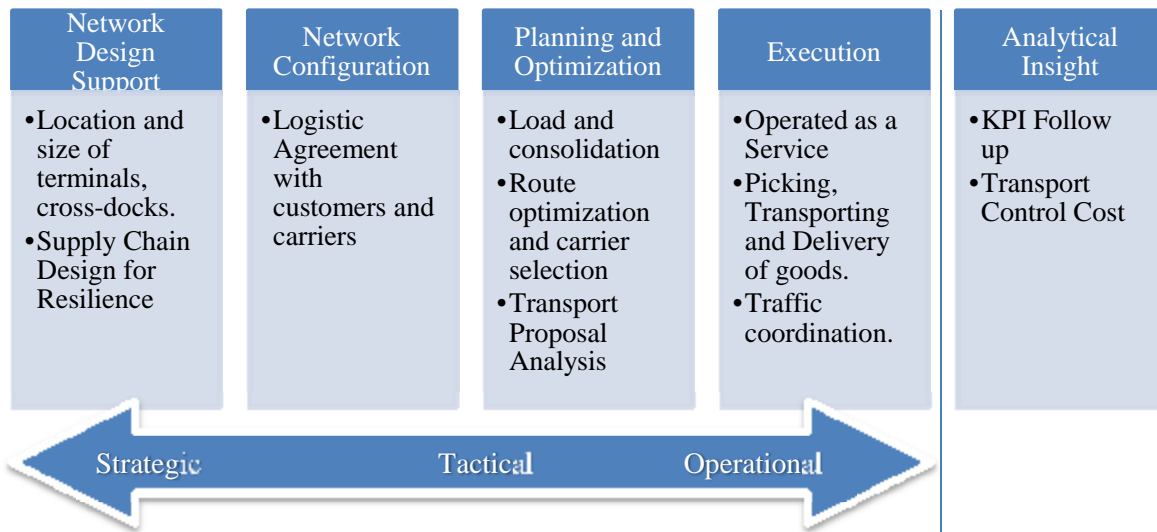 Network
Design
Support
•Location and
size of
terminals,
cross-docks.
•Supply Chain
Design for
Resilience
Network
Configuration
•Logistic
Agreement
with
customers and
carriers
Planning and
Optimization
•Load and
consolidation
•Route
optimization
and carrier
selection
•Transport
Proposal
Analysis
Execution
•Operated as a
Service
•Picking,
Transporting
and Delivery
of goods.
•Traffic
coordination.
Analytical
Insight
•KPI Follow
up
•Transport
Control Cost
Strategic
Tactical
Operational